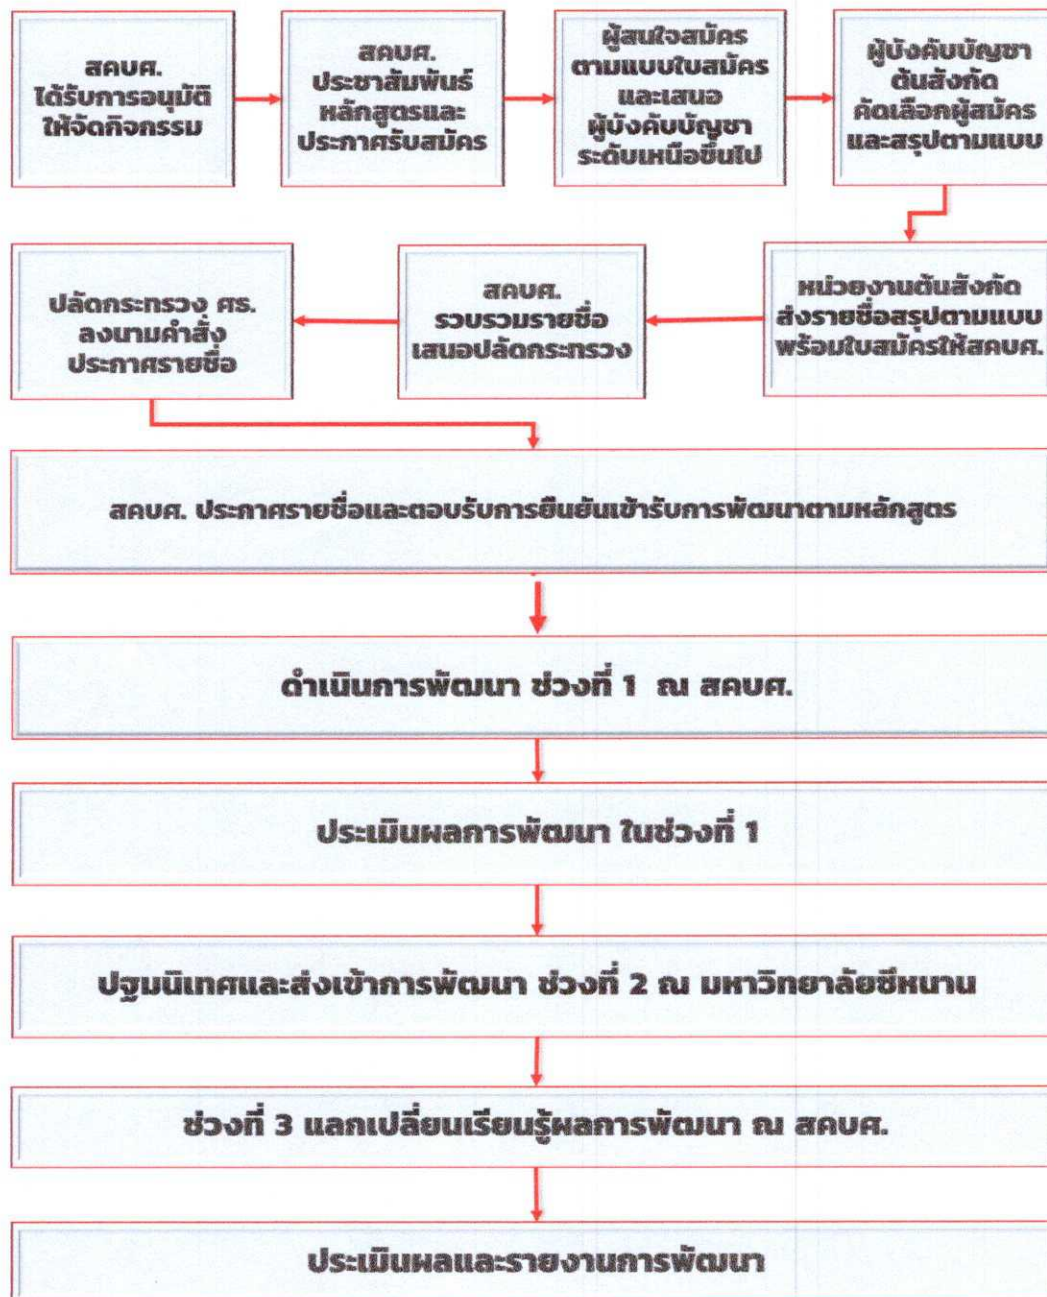 สคบศ.
ได้รับการอนุมัติ
ให้จัดกิจกรรม
สคบศ.
ประชาสัมพันธ์
หลักสูตรและ
ประกาศรับสมัคร
ผู้สนใจสมัคร
ตามแบบใบสมัคร
และเสนอ
ผู้บังคับบัญชา
ระดับเหนือขึ้นไป
ผู้บังคับบัญชา
ต้นสังกัด
คัดเลือกผู้สมัคร
และสรุปตามแบบ
หน่วยงานต้นสังกัด
ส่งรายชื่อสรุปตามแบบ
พร้อมใบสมัครให้สคบศ.
สคบศ.
รวบรวมรายชื่อ
เสนอปลัดกระทรวง
ปลัดกระทรวง ศธ.
ลงนามคำสั่ง
ประกาศรายชื่อ
สคบศ. ประกาศรายชื่อและตอบรับการยืนยันเข้ารับการพัฒนาตามหลักสูตร
ดำเนินการพัฒนา ช่วงที่ 1 ณ สคบศ.
ประเมินผลการพัฒนา ในช่วงที่ 1
ปฐมนิเทศและส่งเข้าการพัฒนา ช่วงที่ 2 ณ มหาวิทยาลัยซีหนาน
ช่วงที่ 3 แลกเปลี่ยนเรียนรู้ผลการพัฒนา ณ สคบศ.
ประเมินผลและรายงานการพัฒนา